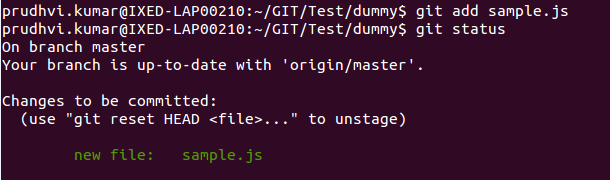 prudhvi.kumar@IXED-LAP00210:~/GIT/Test/dummy$ git add sample.js
prudhvi.kumar@IXED-LAP00210:~/GIT/Test/dummy$ git status
On branch master
Your branch is up-to-date with 'origin/master'.
Changes to be committed:
  (use "git reset HEAD <file>..." to unstage)
        new file:   sample.js